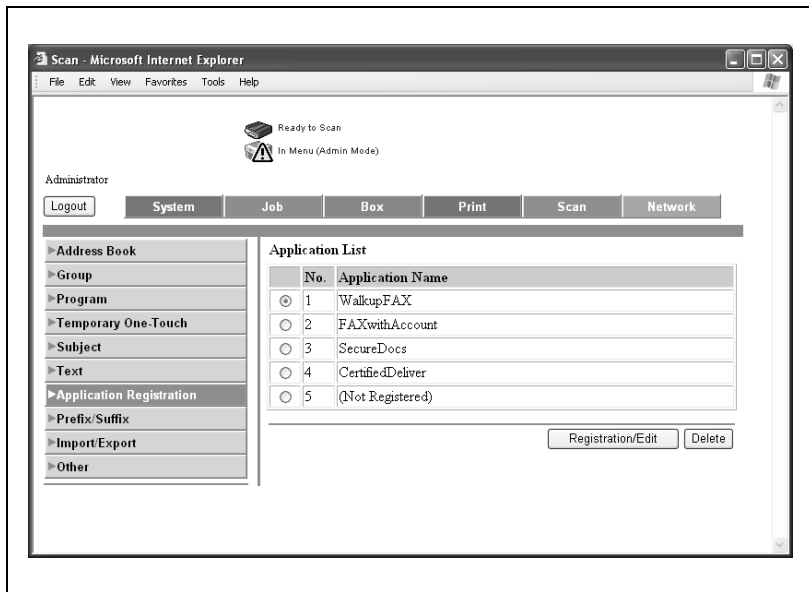 Scan - Microsoft Internet Explorer
File Edit View Favorites Tools Help
Ready to Scan
In Menu (Admin Mode)
Administrator
Logout System Job Box Print Scan Network
Address Book
Group
Program
Temporary One-Touch
Subject
Text
Application Registration
Prefix/Suffix
Import/Export
Other
Application List
No. Application Name
1 WalkupFAX
2 FAXwithAccount
3 SecureDocs
4 CertifiedDeliver
5 (Not Registered)
Registration/Edit Delete